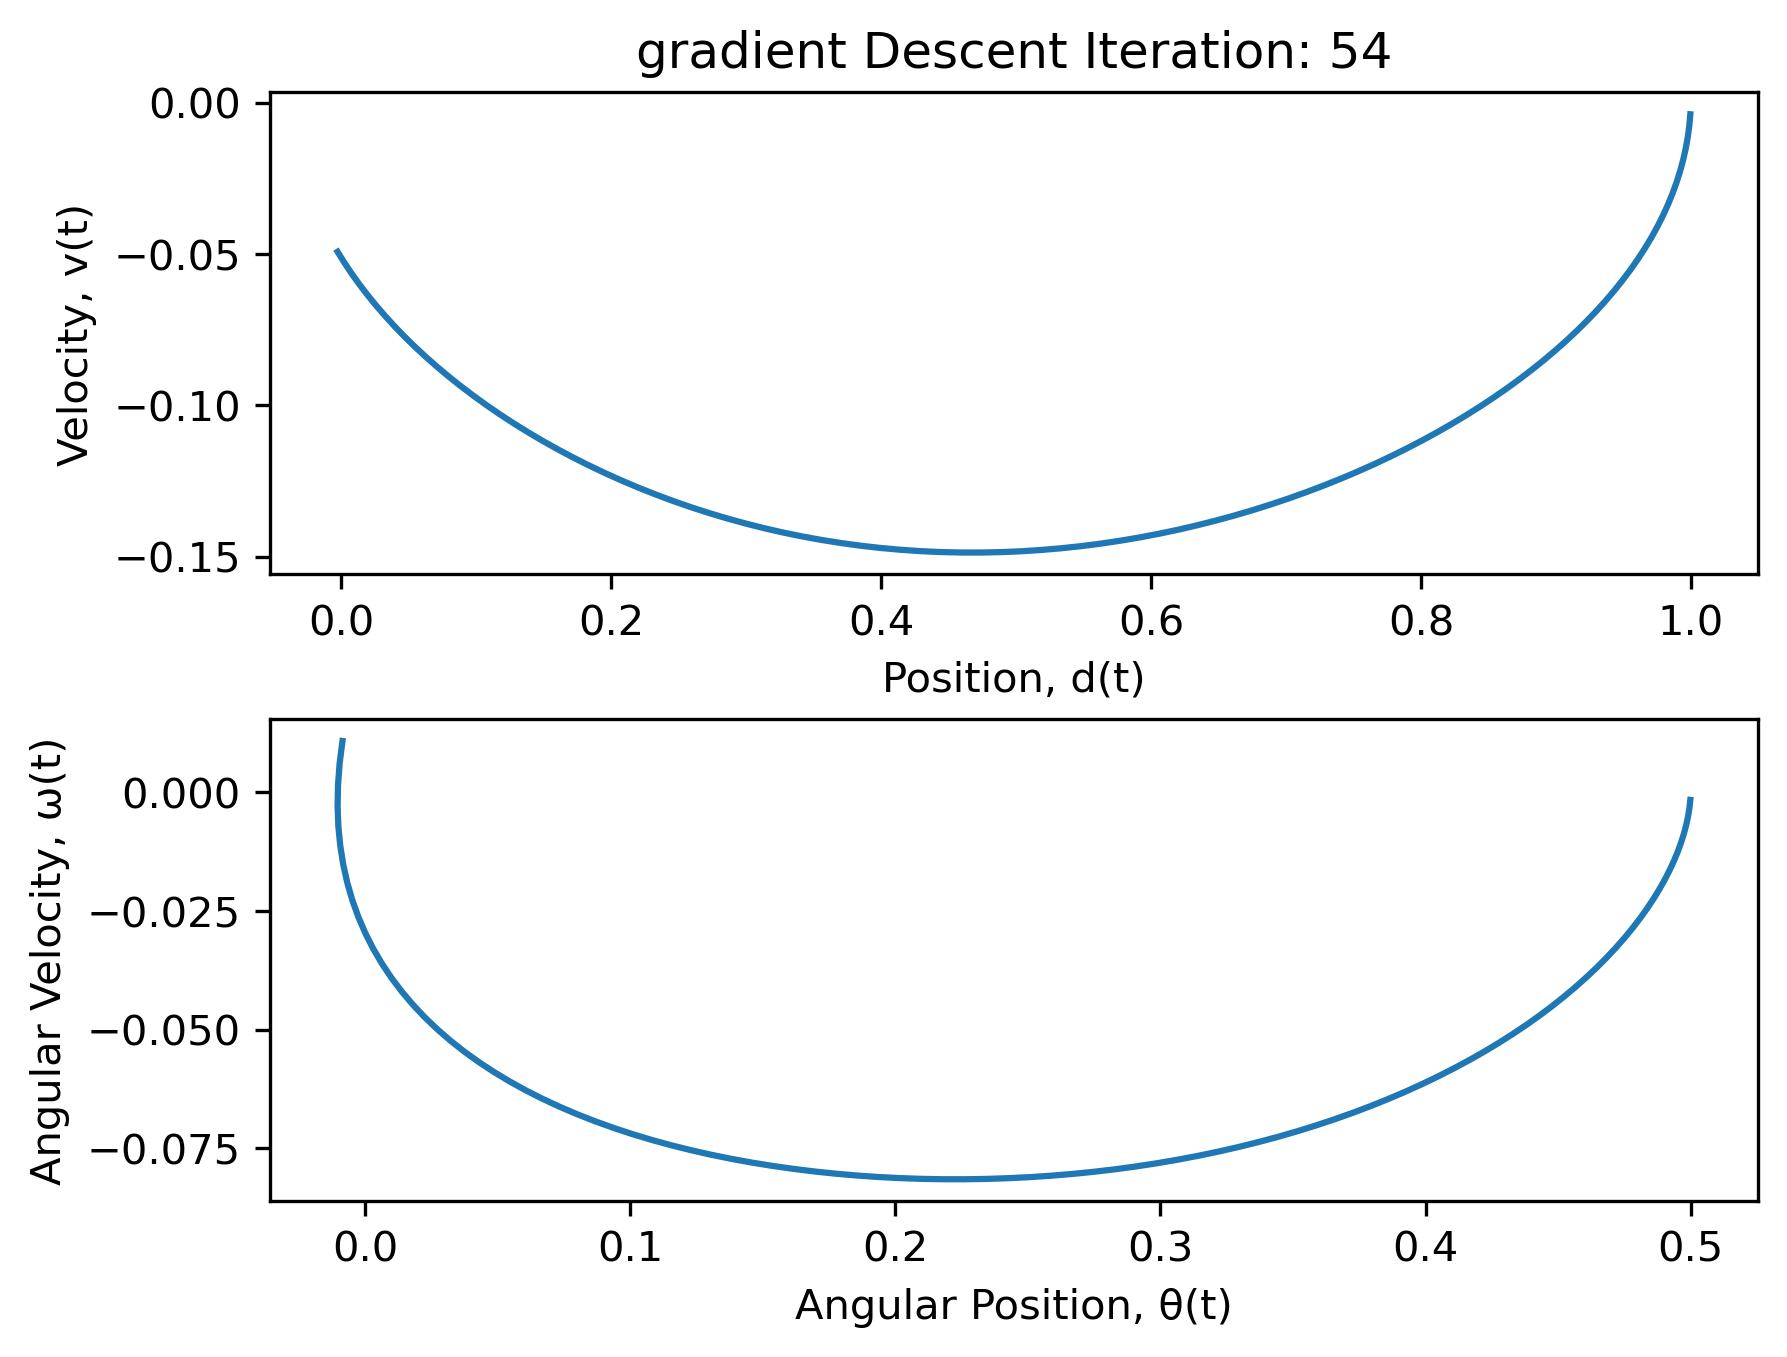 gradient Descent Iteration: 54
0.00
−0.05
−0.10
−0.15
Velocity, v(t)
0.0 0.2 0.4 0.6 0.8 1.0
Position, d(t)
0.000
−0.025
−0.050
−0.075
Angular Velocity, ω(t)
0.0 0.1 0.2 0.3 0.4 0.5
Angular Position, θ(t)